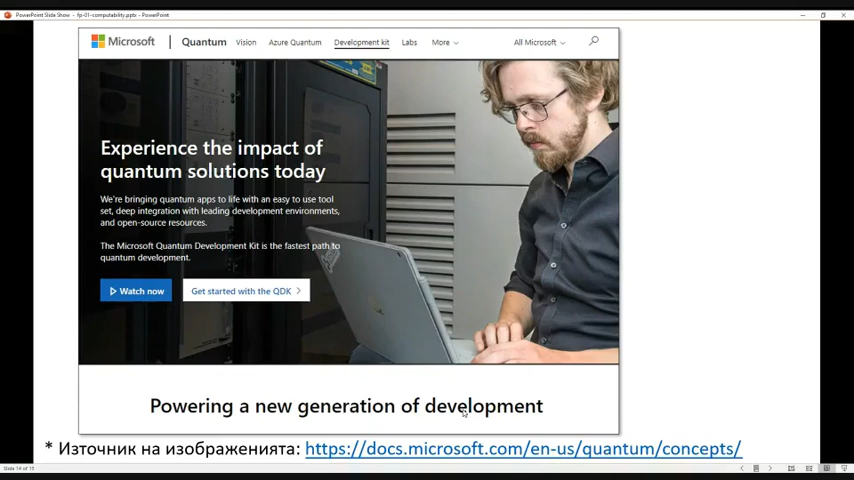 PowerPoint Slide Show - fp-01-computability.pptx - PowerPoint
Microsoft | Quantum Vision Azure Quantum Development kit Labs More All Microsoft
Experience the impact of
quantum solutions today
We're bringing quantum apps to life with an easy to use tool
set, deep integration with leading development environments,
and open-source resources.
The Microsoft Quantum Development Kit is the fastest path to
quantum development.
Watch now
Get started with the QDK
Powering a new generation of development
* Източник на изображенията: https://docs.microsoft.com/en-us/quantum/concepts/
Slide 14 of 18